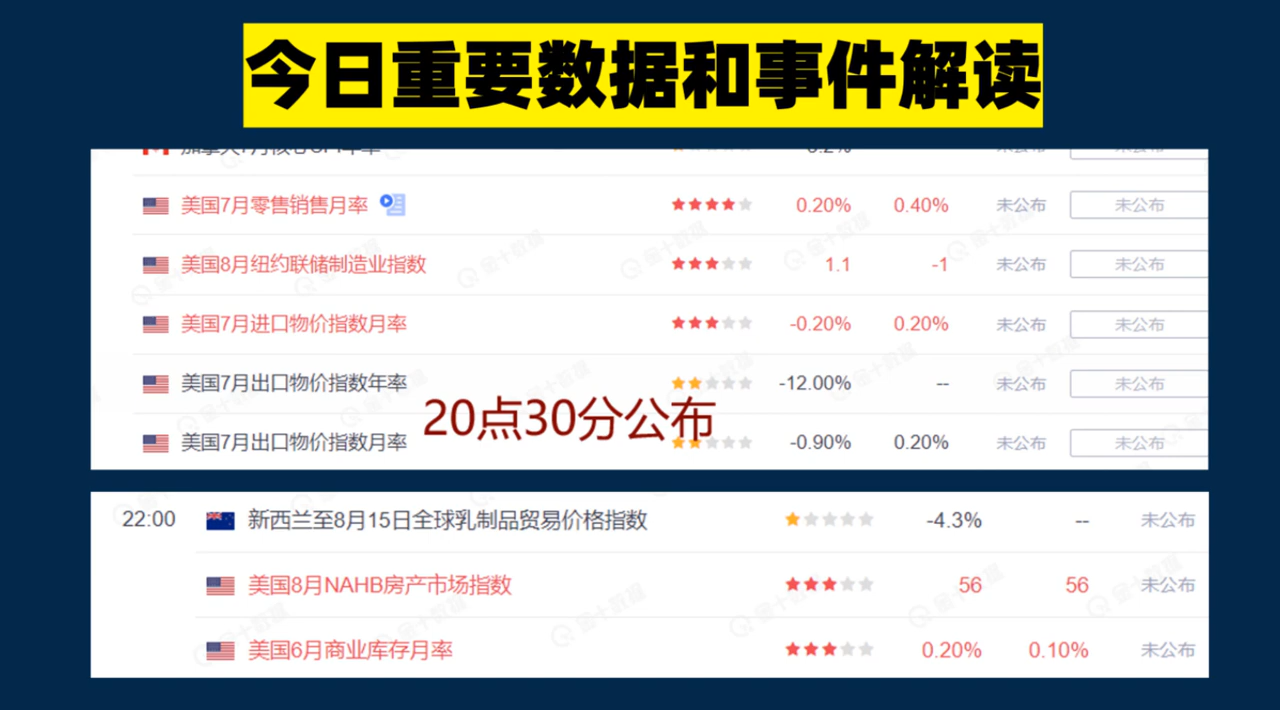 今日重要数据和事件解读
美国7月零售销售月率 0.20% 0.40% 未公布 未公布
美国8月纽约联储制造业指数 1.1 -1 未公布 未公布
美国7月进口物价指数月率 -0.20% 0.20% 未公布 未公布
美国7月出口物价指数年率 -12.00% -- 未公布 未公布
20点30分公布
美国7月出口物价指数月率 -0.90% 0.20% 未公布 未公布
22:00 新西兰至8月15日全球乳制品贸易价格指数 -4.3% -- 未公布
美国8月NAHB房产市场指数 56 56 未公布
美国6月商业库存月率 0.20% 0.10% 未公布
金十数据